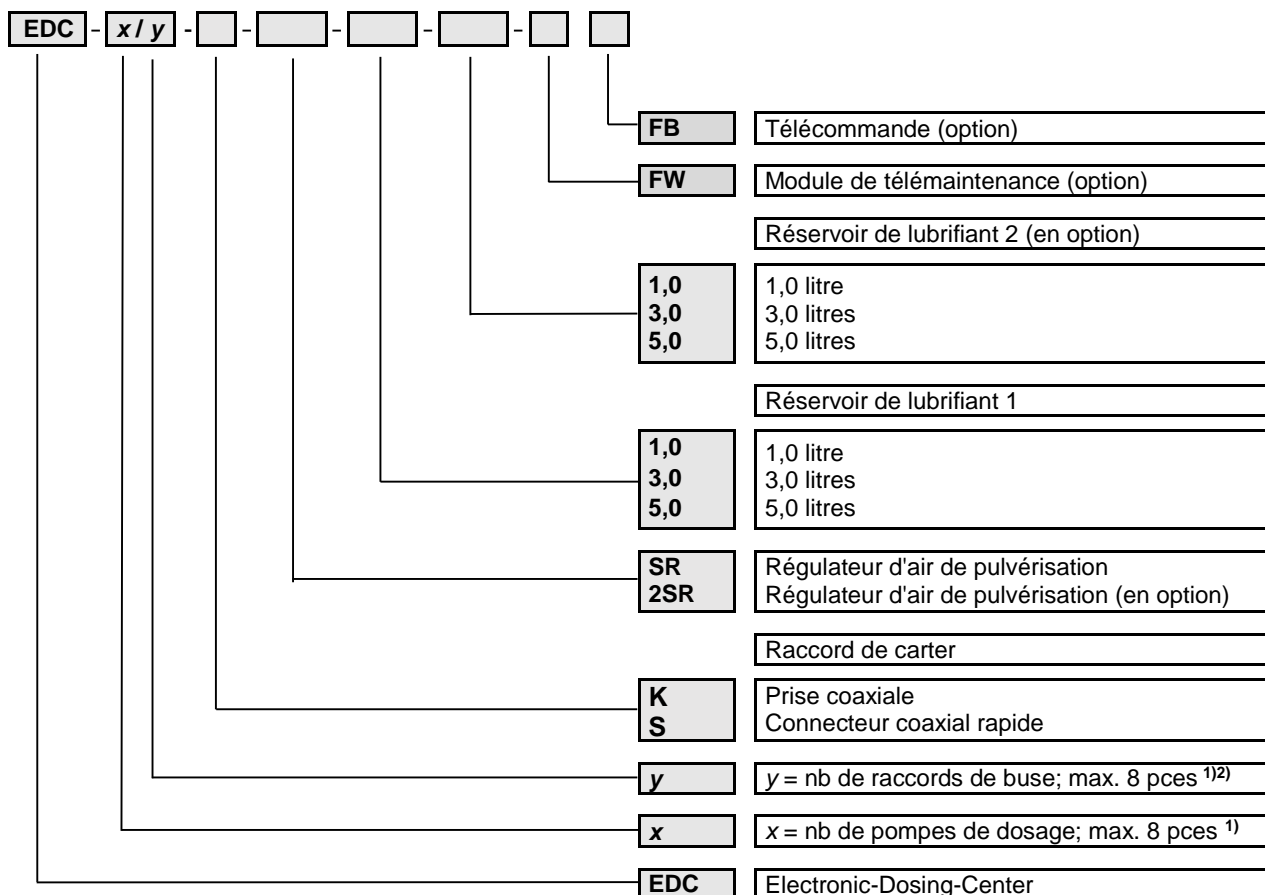 EDC - x / y - - - - -
FB Télécommande (option)
FW Module de télémaintenance (option)
Réservoir de lubrifiant 2 (en option)
1,0 1,0 litre
3,0 3,0 litres
5,0 5,0 litres
Réservoir de lubrifiant 1
1,0 1,0 litre
3,0 3,0 litres
5,0 5,0 litres
SR Régulateur d'air de pulvérisation
2SR Régulateur d'air de pulvérisation (en option)
Raccord de carter
K Prise coaxiale
S Connecteur coaxial rapide
y y = nb de raccords de buse; max. 8 pces 1)2)
x x = nb de pompes de dosage; max. 8 pces 1)
EDC Electronic-Dosing-Center